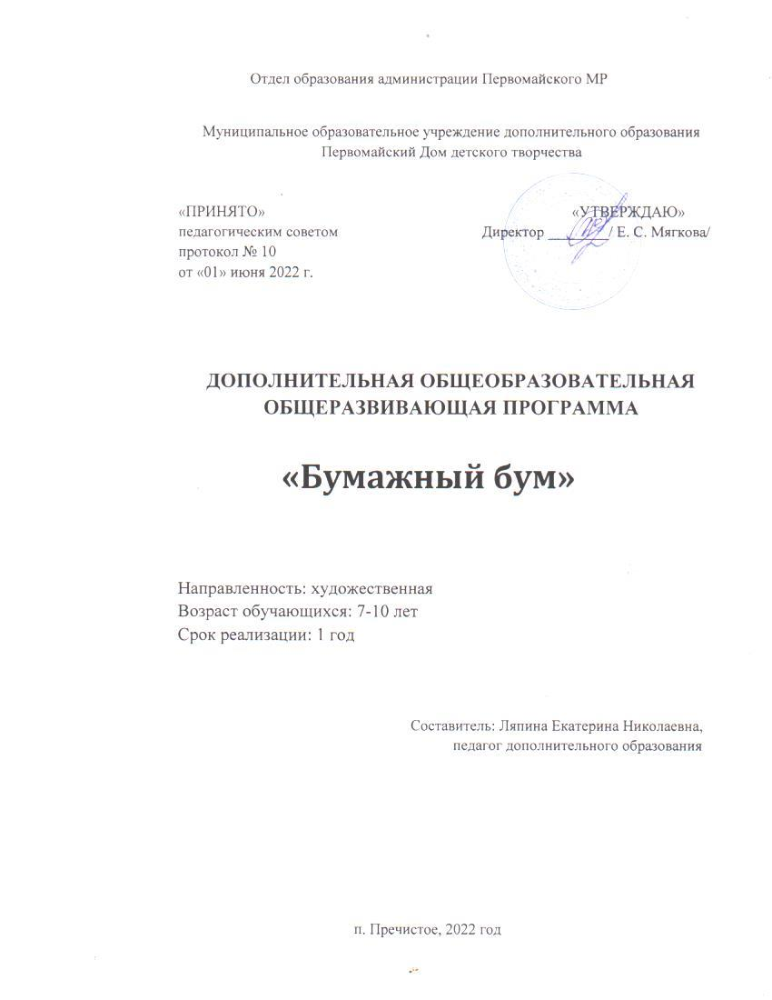 Отдел образования администрации Первомайского МР
Муниципальное образовательное учреждение дополнительного образования
Первомайский Дом детского творчества
«ПРИНЯТО» «УТВЕРЖДАЮ»
педагогическим советом Директор ________/ Е. С. Мягкова/
протокол № 10
от «01» июня 2022 г.
ДОПОЛНИТЕЛЬНАЯ ОБЩЕОБРАЗОВАТЕЛЬНАЯ
ОБЩЕРАЗВИВАЮЩАЯ ПРОГРАММА
«Бумажный бум»
Направленность: художественная
Возраст обучающихся: 7-10 лет
Срок реализации: 1 год
Составитель: Ляпина Екатерина Николаевна,
педагог дополнительного образования
п. Пречистое, 2022 год